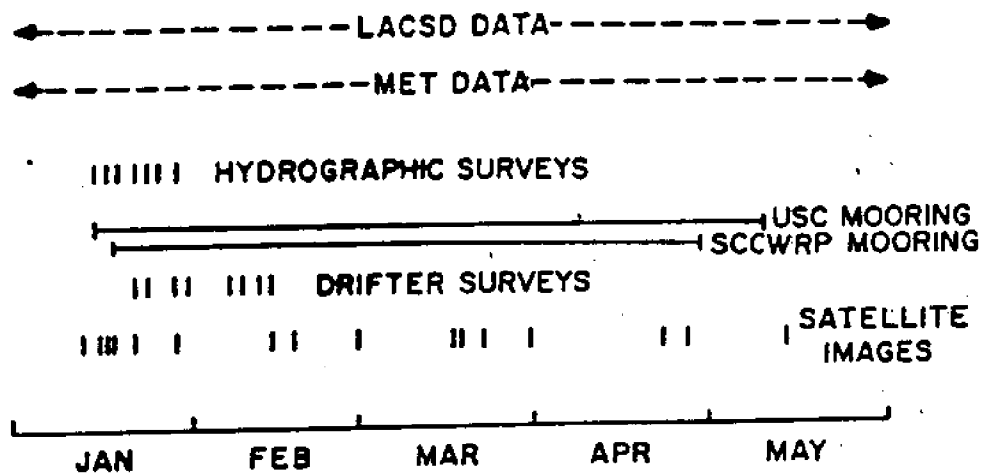 LACSD DATA
MET DATA
HYDROGRAPHIC SURVEYS
USC MOORING
SCCWRP MOORING
DRIFTER SURVEYS
SATELLITE
IMAGES
JAN FEB MAR APR MAY